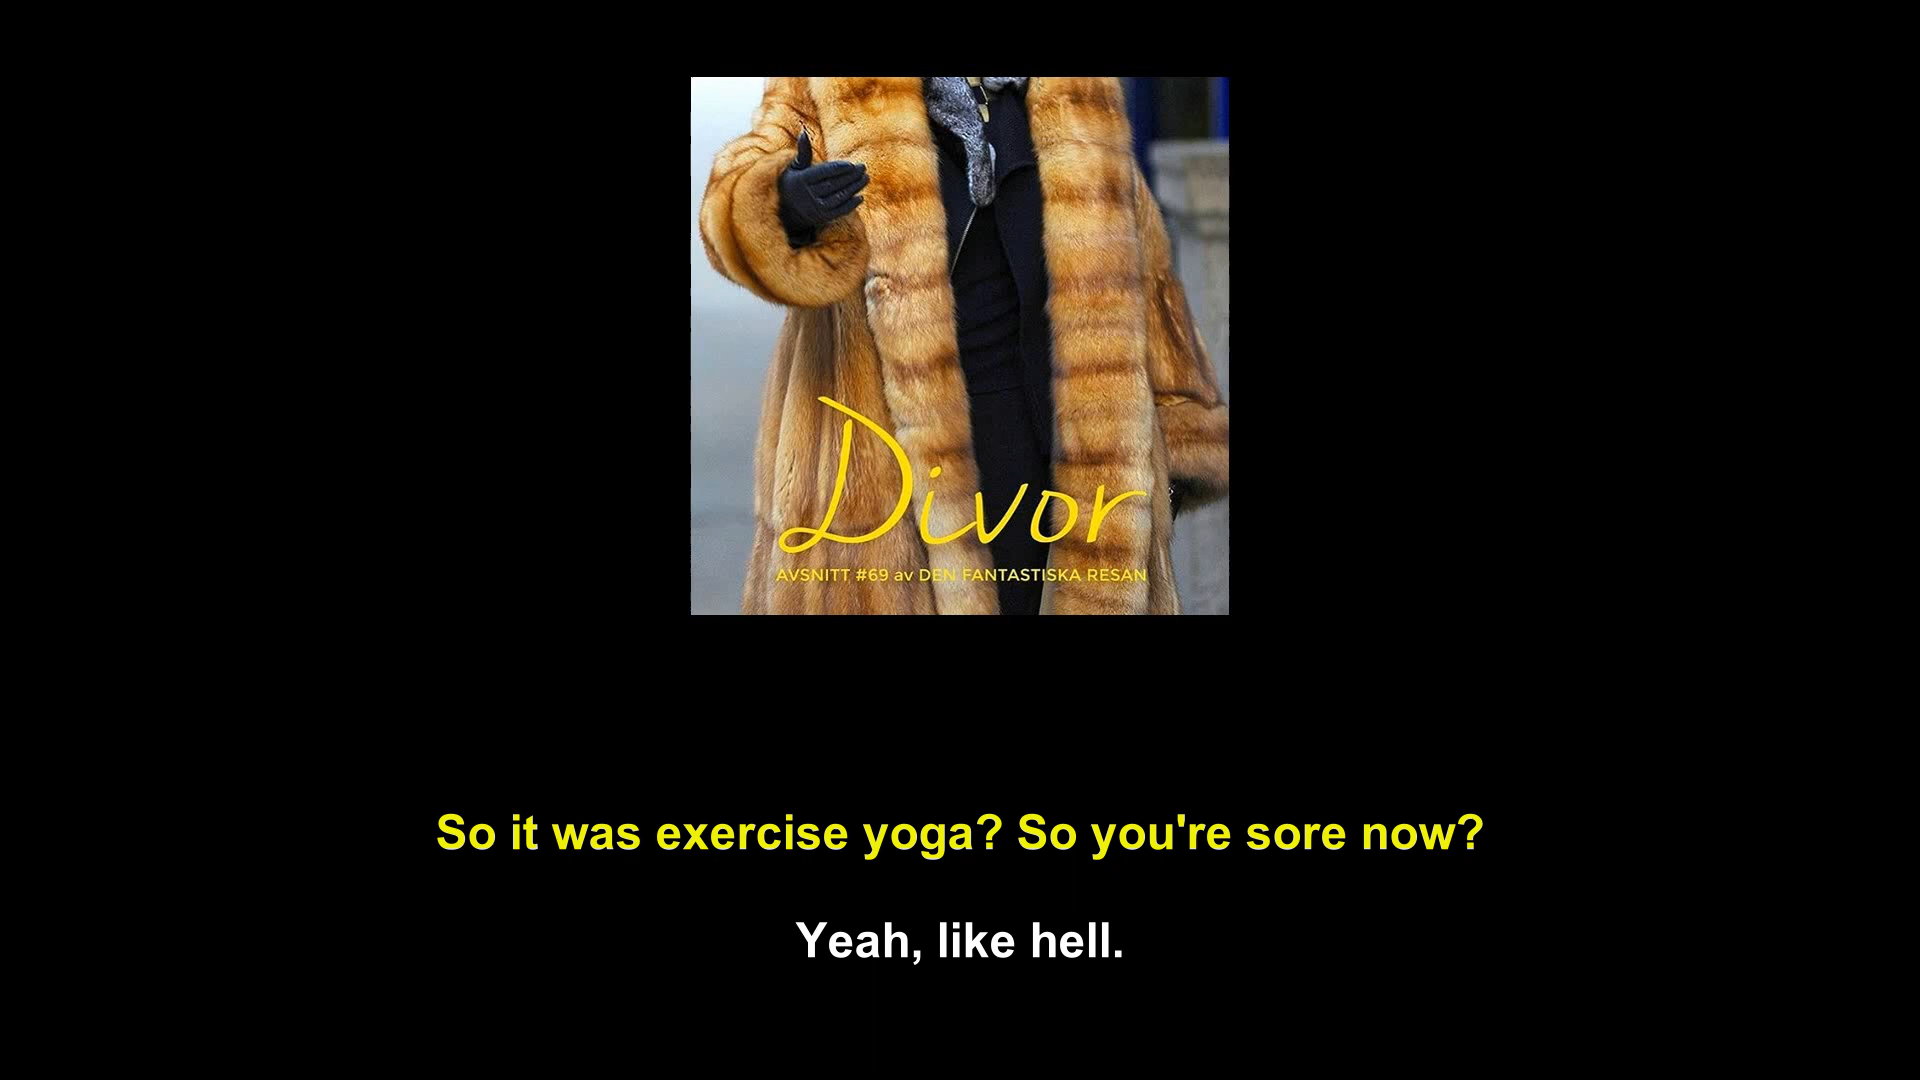 Divor
AVSNITT #69 av DEN FANTASTISKA RESAN
So it was exercise yoga? So you're sore now?
Yeah, like hell.